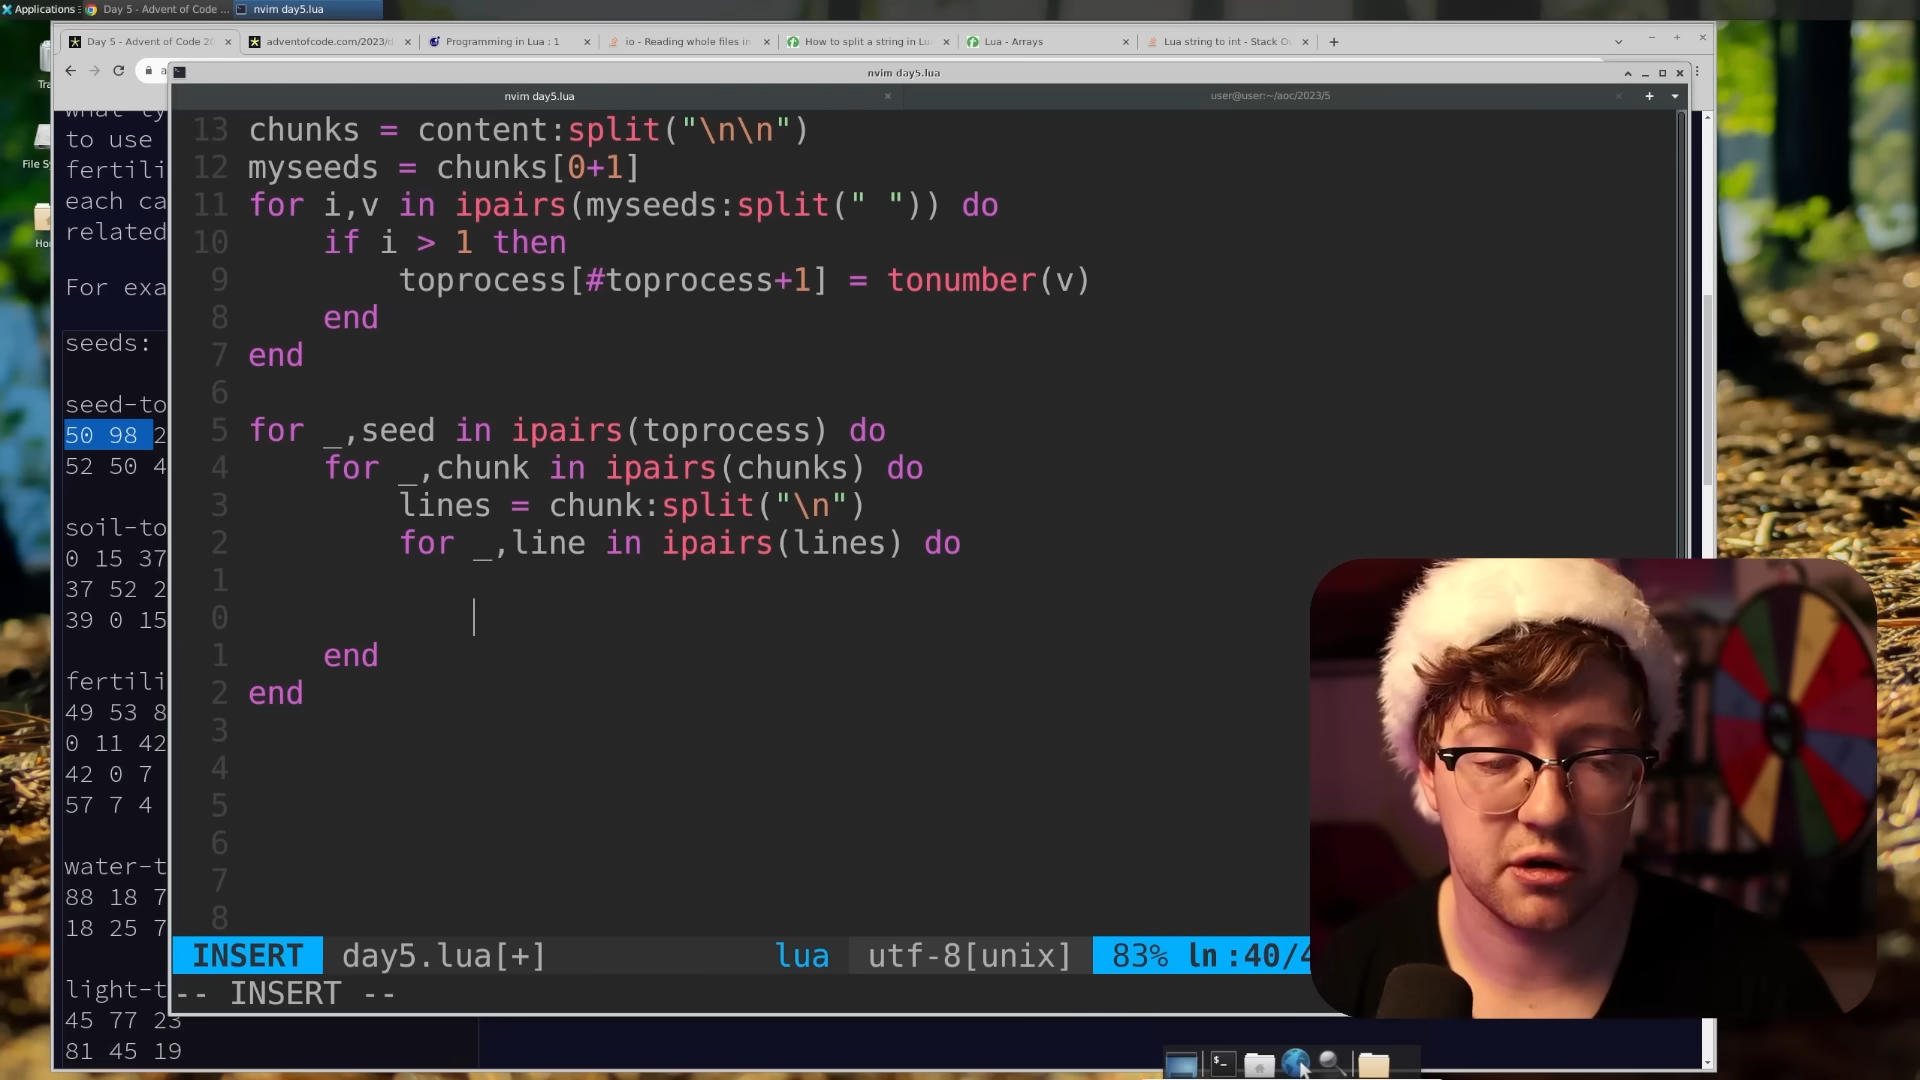 Applications
Day 5 - Advent of Code ...
nvim day5.lua
Day 5 - Advent of Code 20
adventofcode.com/2023/d
Programming in Lua : 1
io - Reading whole files in
How to split a string in Lu
Lua - Arrays
Lua string to int - Stack O
nvim day5.lua
nvim day5.lua
user@user:~/aoc/2023/5
Tra
File Sy
Ho
what ty
to use
fertili
each ca
related
For exa
seeds:
seed-to
50 98 2
52 50 4
soil-to
0 15 37
37 52 2
39 0 15
fertili
49 53 8
0 11 42
42 0 7
57 7 4
water-t
88 18 7
18 25 7
light-t
45 77 23
81 45 19
13 chunks = content:split("\n\n")
12 myseeds = chunks[0+1]
11 for i,v in ipairs(myseeds:split(" ")) do
10 if i > 1 then
9 toprocess[#toprocess+1] = tonumber(v)
8 end
7 end
6
5 for _,seed in ipairs(toprocess) do
4 for _,chunk in ipairs(chunks) do
3 lines = chunk:split("\n")
2 for _,line in ipairs(lines) do
1
0
1 end
2 end
3
4
5
6
7
8
INSERT day5.lua[+] lua utf-8[unix] 83% ln :40/4
-- INSERT --